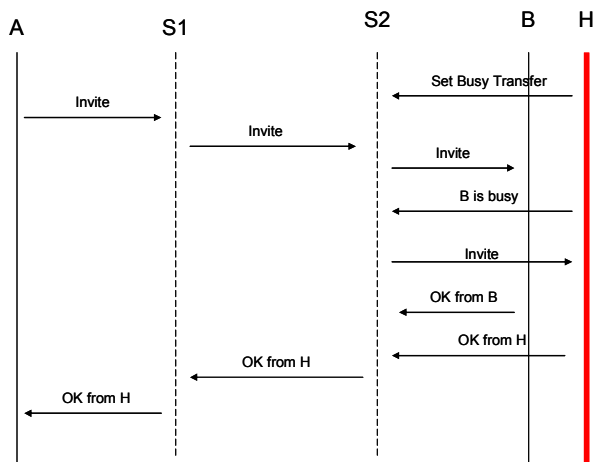 A
S1
S2
B
H
Set Busy Transfer
Invite
Invite
Invite
B is busy
Invite
OK from B
OK from H
OK from H
OK from H